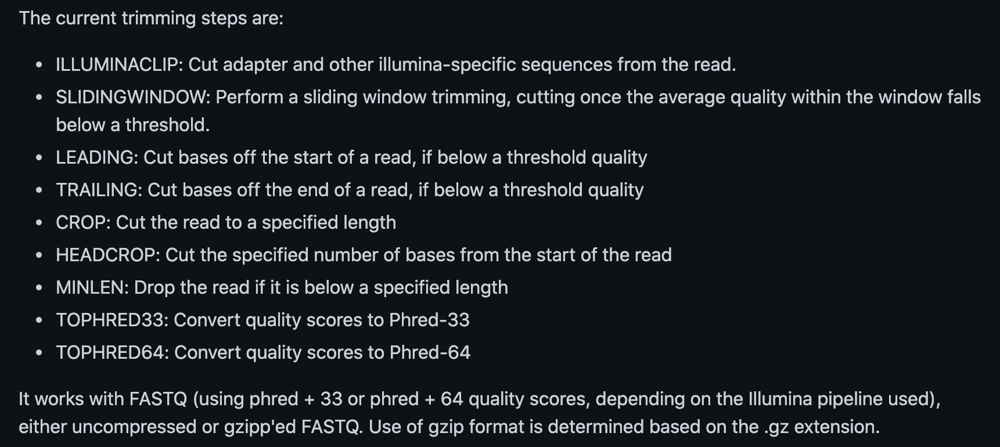 The current trimming steps are:
• ILLUMINACLIP: Cut adapter and other illumina-specific sequences from the read.
• SLIDINGWINDOW: Perform a sliding window trimming, cutting once the average quality within the window falls
below a threshold.
• LEADING: Cut bases off the start of a read, if below a threshold quality
• TRAILING: Cut bases off the end of a read, if below a threshold quality
• CROP: Cut the read to a specified length
• HEADCROP: Cut the specified number of bases from the start of the read
• MINLEN: Drop the read if it is below a specified length
• TOPHRED33: Convert quality scores to Phred-33
• TOPHRED64: Convert quality scores to Phred-64
It works with FASTQ (using phred + 33 or phred + 64 quality scores, depending on the Illumina pipeline used),
either uncompressed or gzipp'ed FASTQ. Use of gzip format is determined based on the .gz extension.